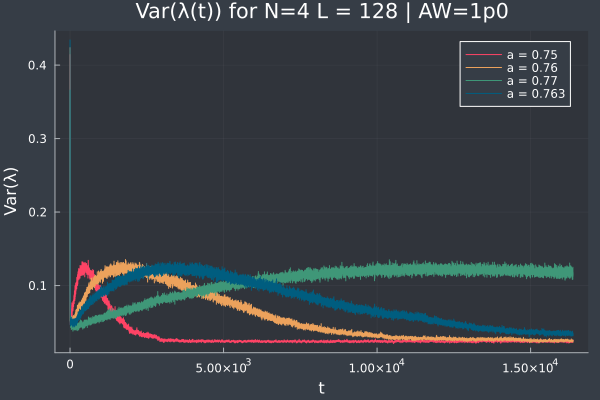 Var(λ(t)) for N=4 L = 128 | AW=1p0
Var(λ)
0.4
0.3
0.2
0.1
a = 0.75
a = 0.76
a = 0.77
a = 0.763
0
5.00×10³
1.00×10⁴
1.50×10⁴
t